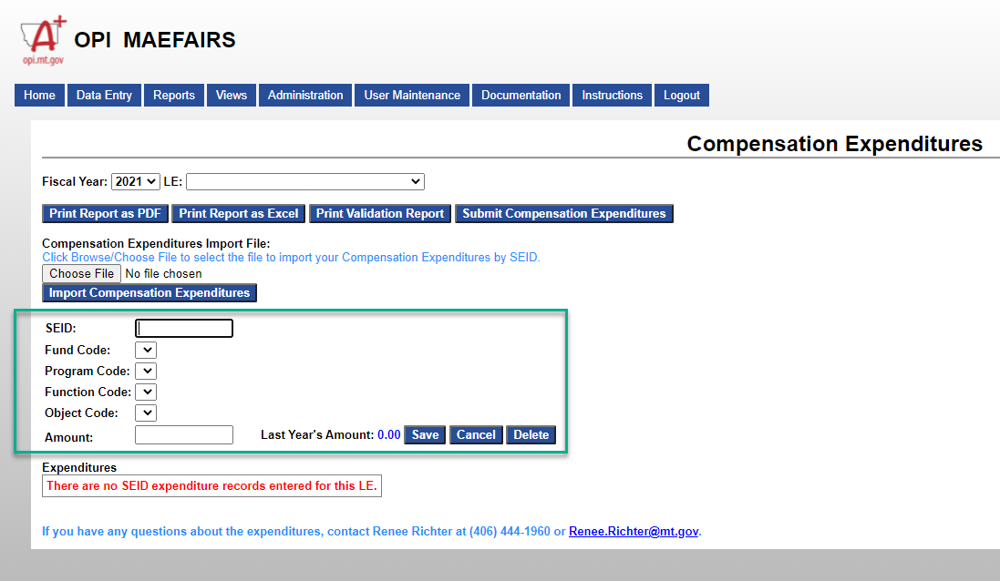 A+
opi.mt.gov
OPI MAEFAIRS
Home Data Entry Reports Views Administration User Maintenance Documentation Instructions Logout
Compensation Expenditures
Fiscal Year: 2021 LE:
Print Report as PDF Print Report as Excel Print Validation Report Submit Compensation Expenditures
Compensation Expenditures Import File:
Click Browse/Choose File to select the file to import your Compensation Expenditures by SEID.
Choose File No file chosen
Import Compensation Expenditures
SEID:
Fund Code:
Program Code:
Function Code:
Object Code:
Amount: Last Year's Amount: 0.00 Save Cancel Delete
Expenditures
There are no SEID expenditure records entered for this LE.
If you have any questions about the expenditures, contact Renee Richter at (406) 444-1960 or Renee.Richter@mt.gov.